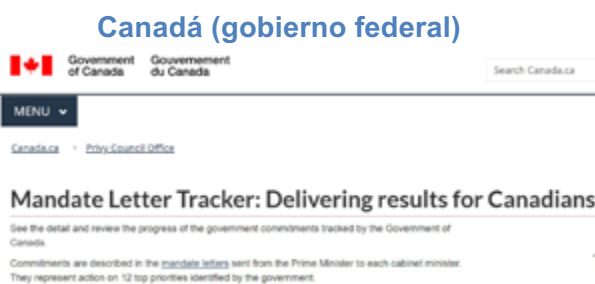 Canadá (gobierno federal)
Government Gouvernement
of Canada du Canada
Search Canada.ca
MENU
Canada.ca > Privy Council Office
Mandate Letter Tracker: Delivering results for Canadians
See the detail and review the progress of the government commitments tracked by the Government of
Canada.
Commitments are described in the mandate letters sent from the Prime Minister to each cabinet minister.
They represent action on 12 top priorities identified by the government.